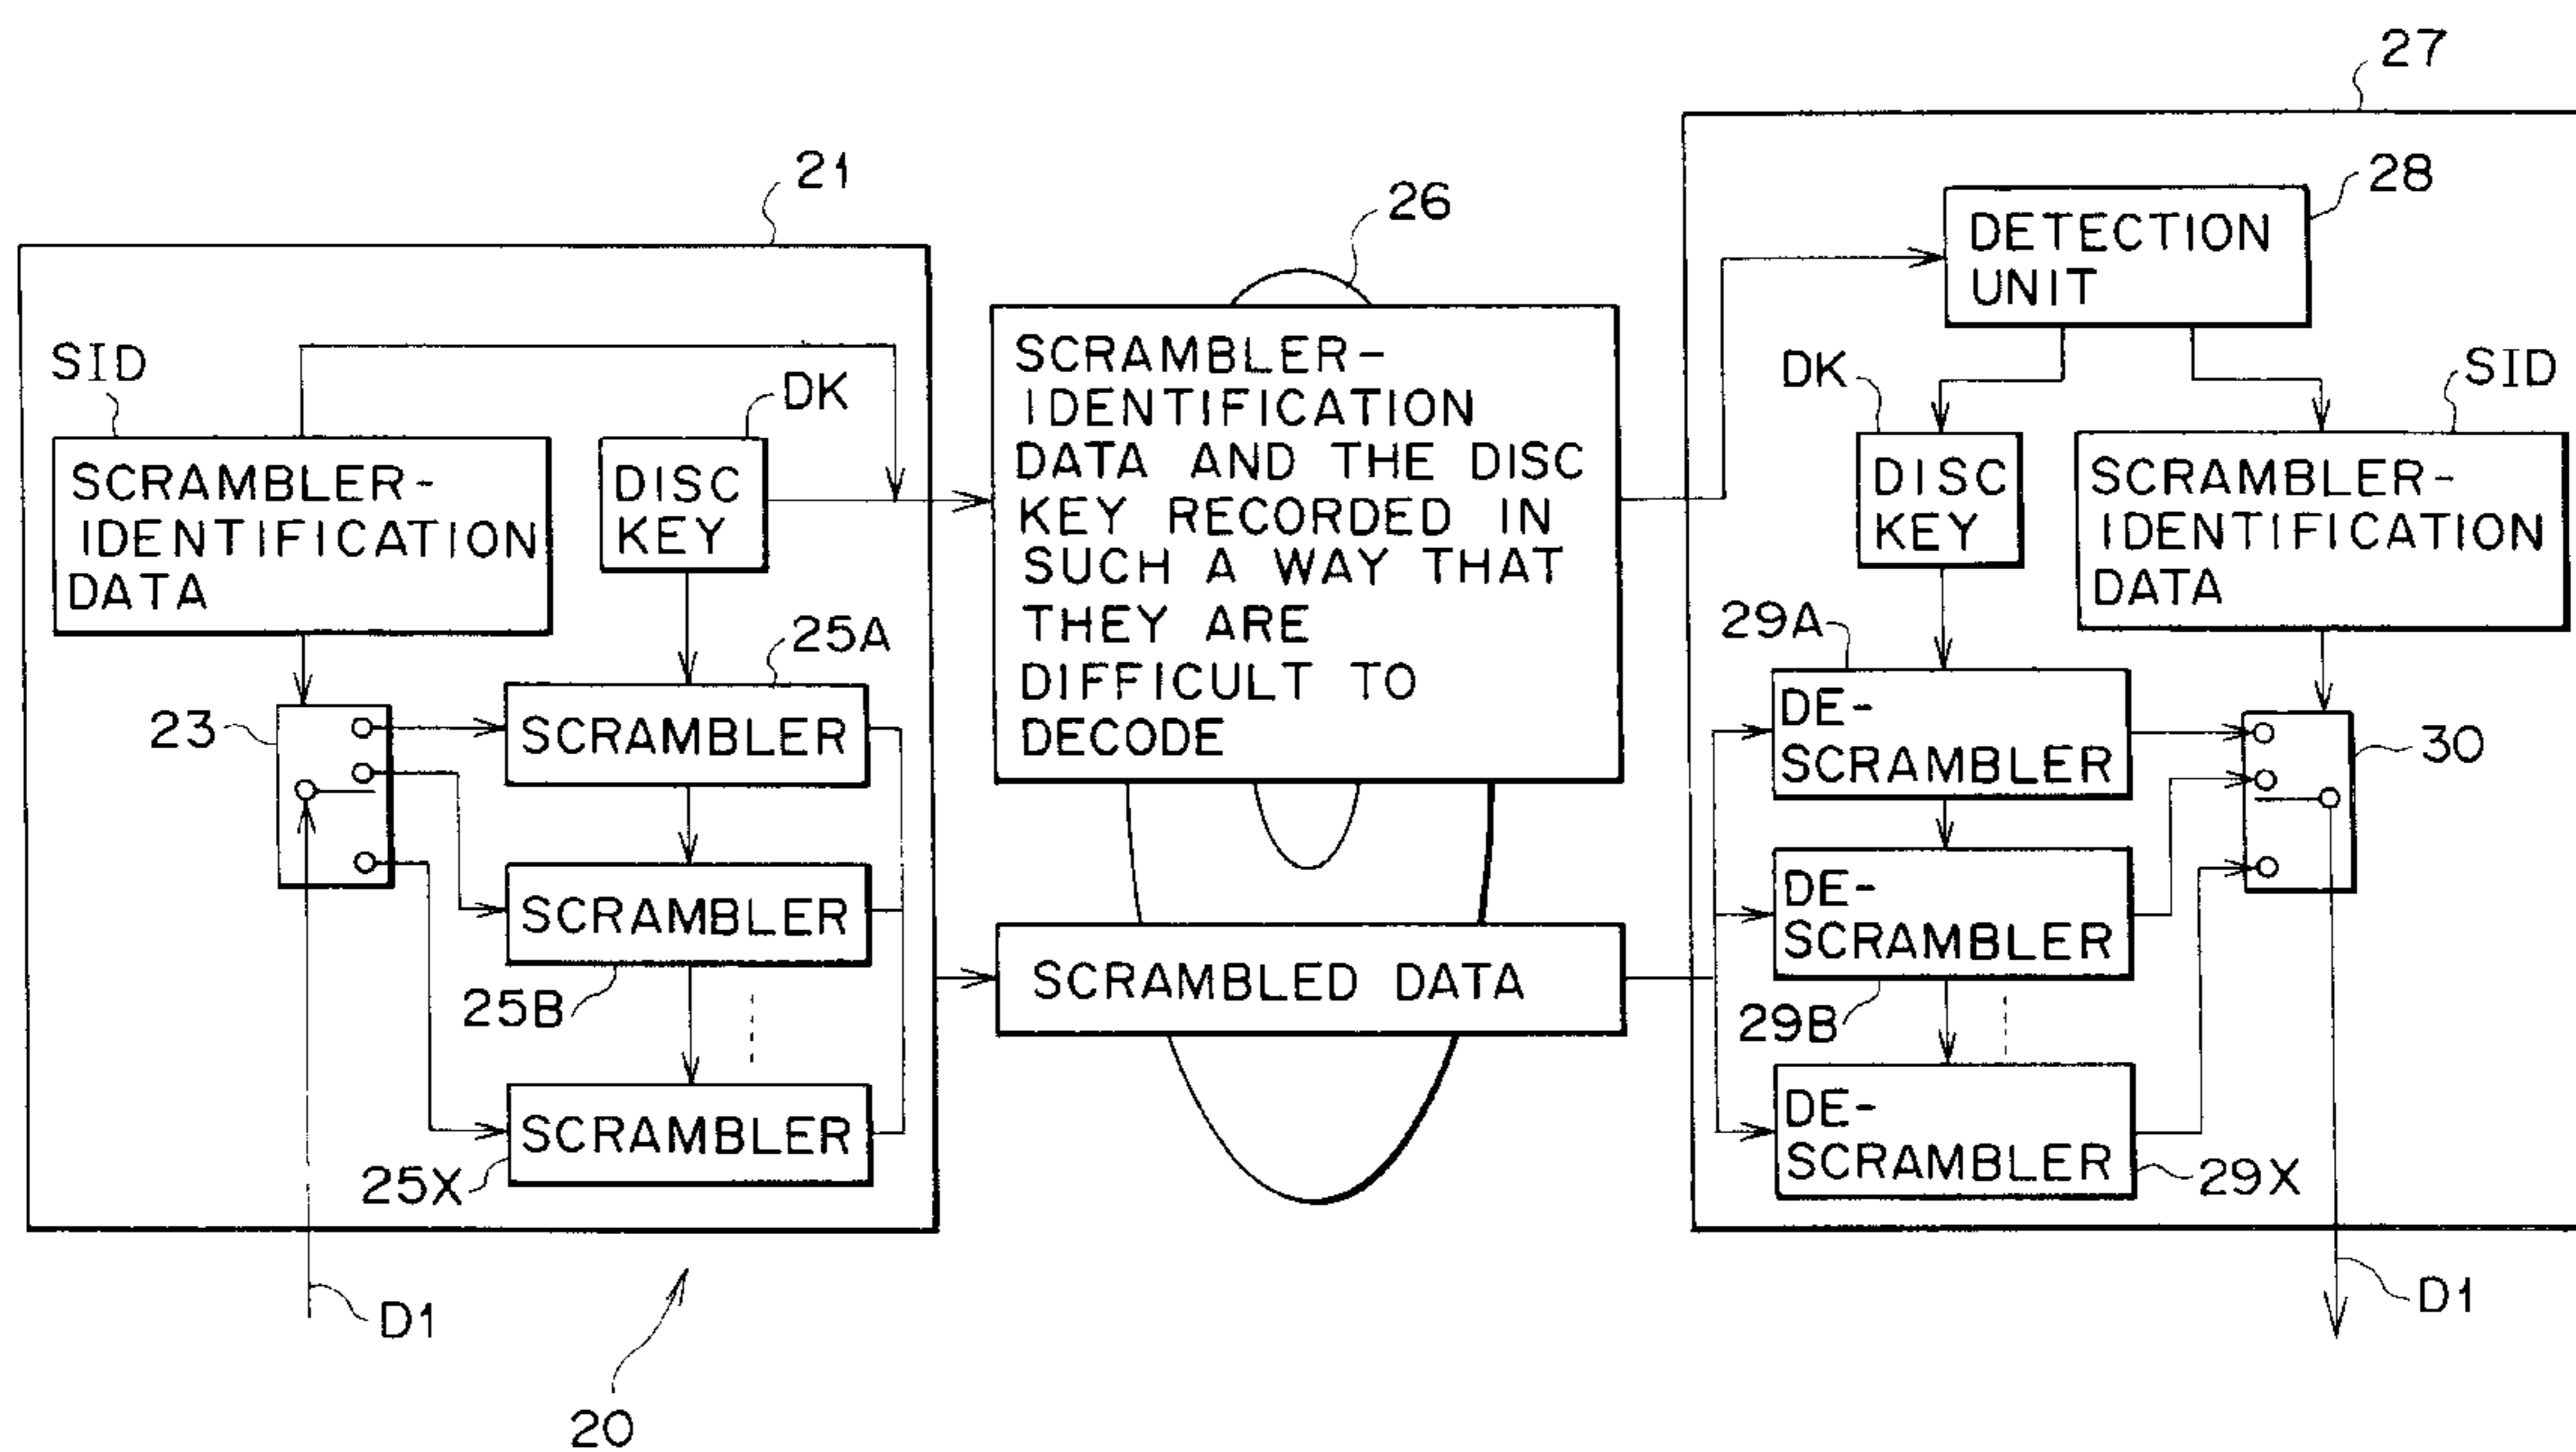 27
21
28
26
DETECTION
UNIT
SID
DK
SCRAMBLER-
IDENTIFICATION
DATA
DISC
KEY
SCRAMBLER-
IDENTIFICATION
DATA AND THE DISC
KEY RECORDED IN
SUCH A WAY THAT
THEY ARE
DIFFICULT TO
DECODE
DK
SID
DISC
KEY
SCRAMBLER-
IDENTIFICATION
DATA
25A
23
SCRAMBLER
SCRAMBLER
25B
SCRAMBLER
25X
SCRAMBLED DATA
29A
DE-
SCRAMBLER
30
DE-
SCRAMBLER
29B
DE-
SCRAMBLER
29X
D1
D1
20